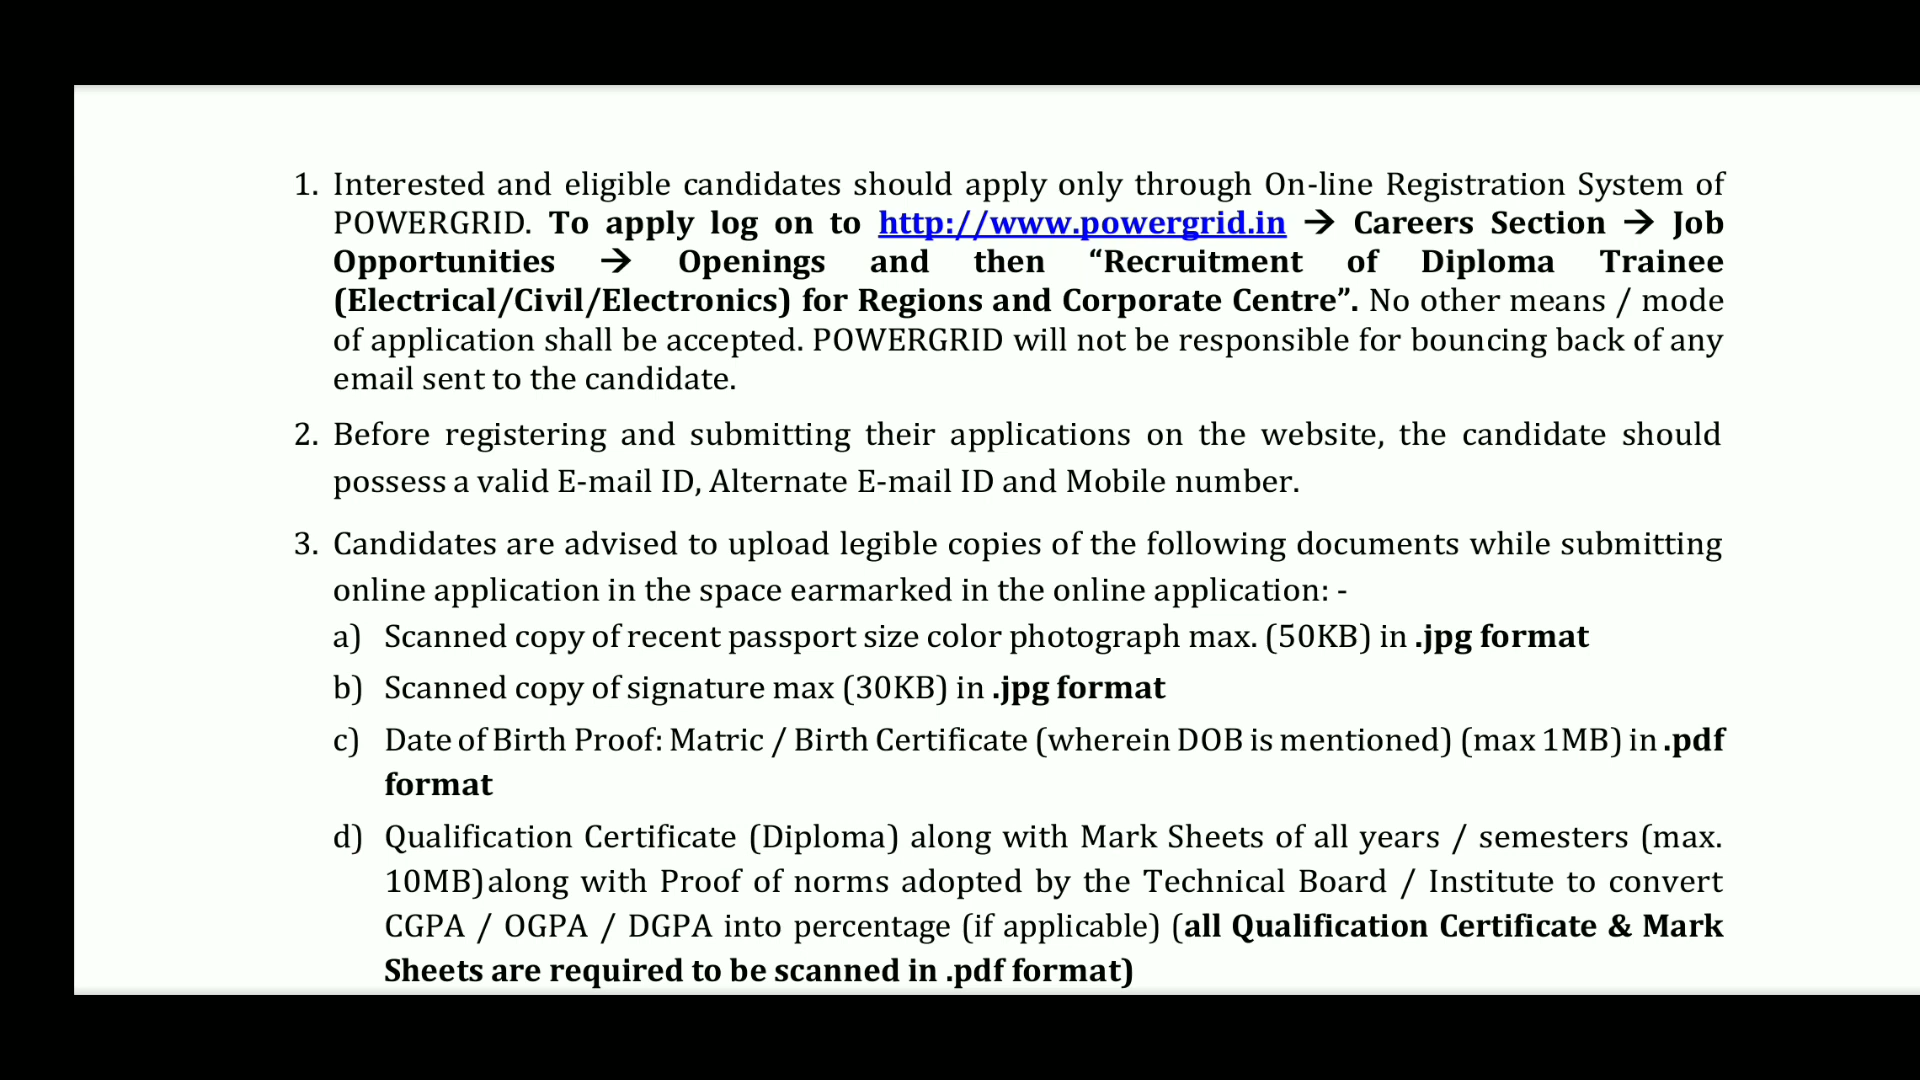 1. Interested and eligible candidates should apply only through On-line Registration System of
POWERGRID. To apply log on to http://www.powergrid.in → Careers Section → Job
Opportunities → Openings and then “Recruitment of Diploma Trainee
(Electrical/Civil/Electronics) for Regions and Corporate Centre”. No other means / mode
of application shall be accepted. POWERGRID will not be responsible for bouncing back of any
email sent to the candidate.
2. Before registering and submitting their applications on the website, the candidate should
possess a valid E-mail ID, Alternate E-mail ID and Mobile number.
3. Candidates are advised to upload legible copies of the following documents while submitting
online application in the space earmarked in the online application: -
a) Scanned copy of recent passport size color photograph max. (50KB) in .jpg format
b) Scanned copy of signature max (30KB) in .jpg format
c) Date of Birth Proof: Matric / Birth Certificate (wherein DOB is mentioned) (max 1MB) in .pdf
format
d) Qualification Certificate (Diploma) along with Mark Sheets of all years / semesters (max.
10MB)along with Proof of norms adopted by the Technical Board / Institute to convert
CGPA / OGPA / DGPA into percentage (if applicable) (all Qualification Certificate & Mark
Sheets are required to be scanned in .pdf format)